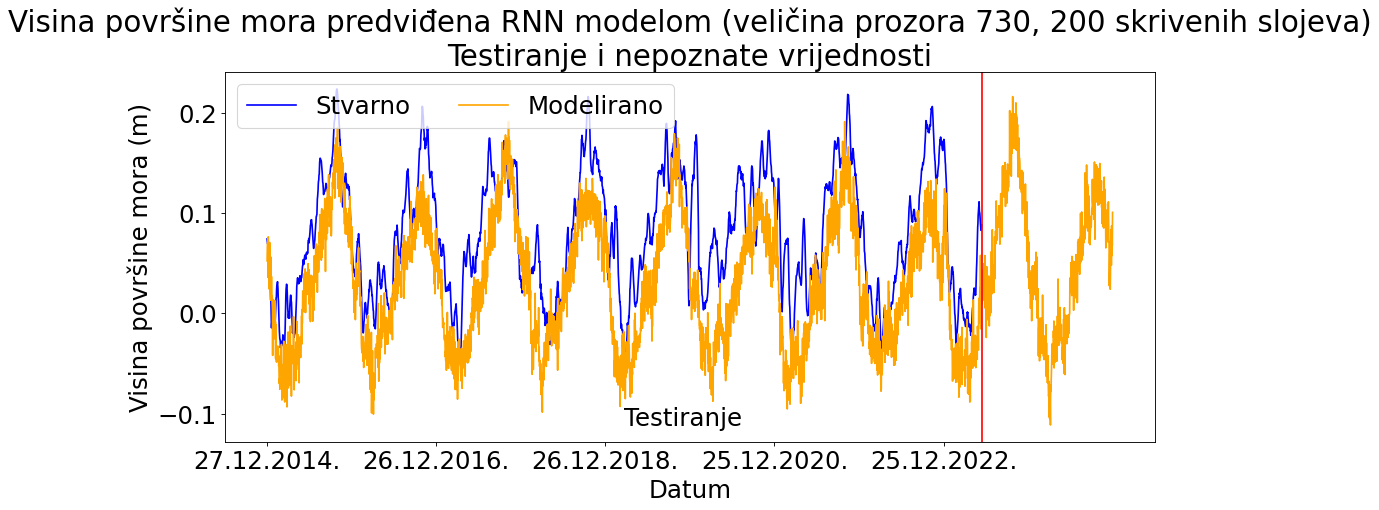 Visina površine mora predviđena RNN modelom (veličina prozora 730, 200 skrivenih slojeva)
Testiranje i nepoznate vrijednosti
Stvarno Modelirano
Visina površine mora (m)
0.2
0.1
0.0
−0.1
Testiranje
27.12.2014. 26.12.2016. 26.12.2018. 25.12.2020. 25.12.2022.
Datum